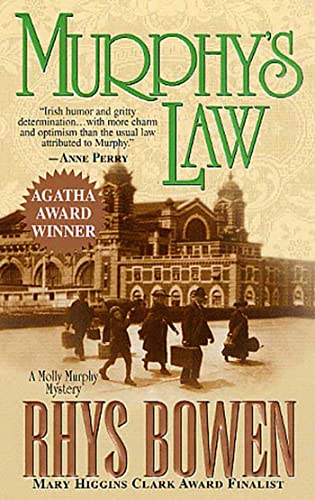 MURPHY'S
LAW
"Irish humor and gritty
determination...with more charm
and optimism than the usual law
attributed to Murphy."
—ANNE PERRY
AGATHA
AWARD
WINNER
A Molly Murphy
Mystery
RHYS BOWEN
MARY HIGGINS CLARK AWARD FINALIST